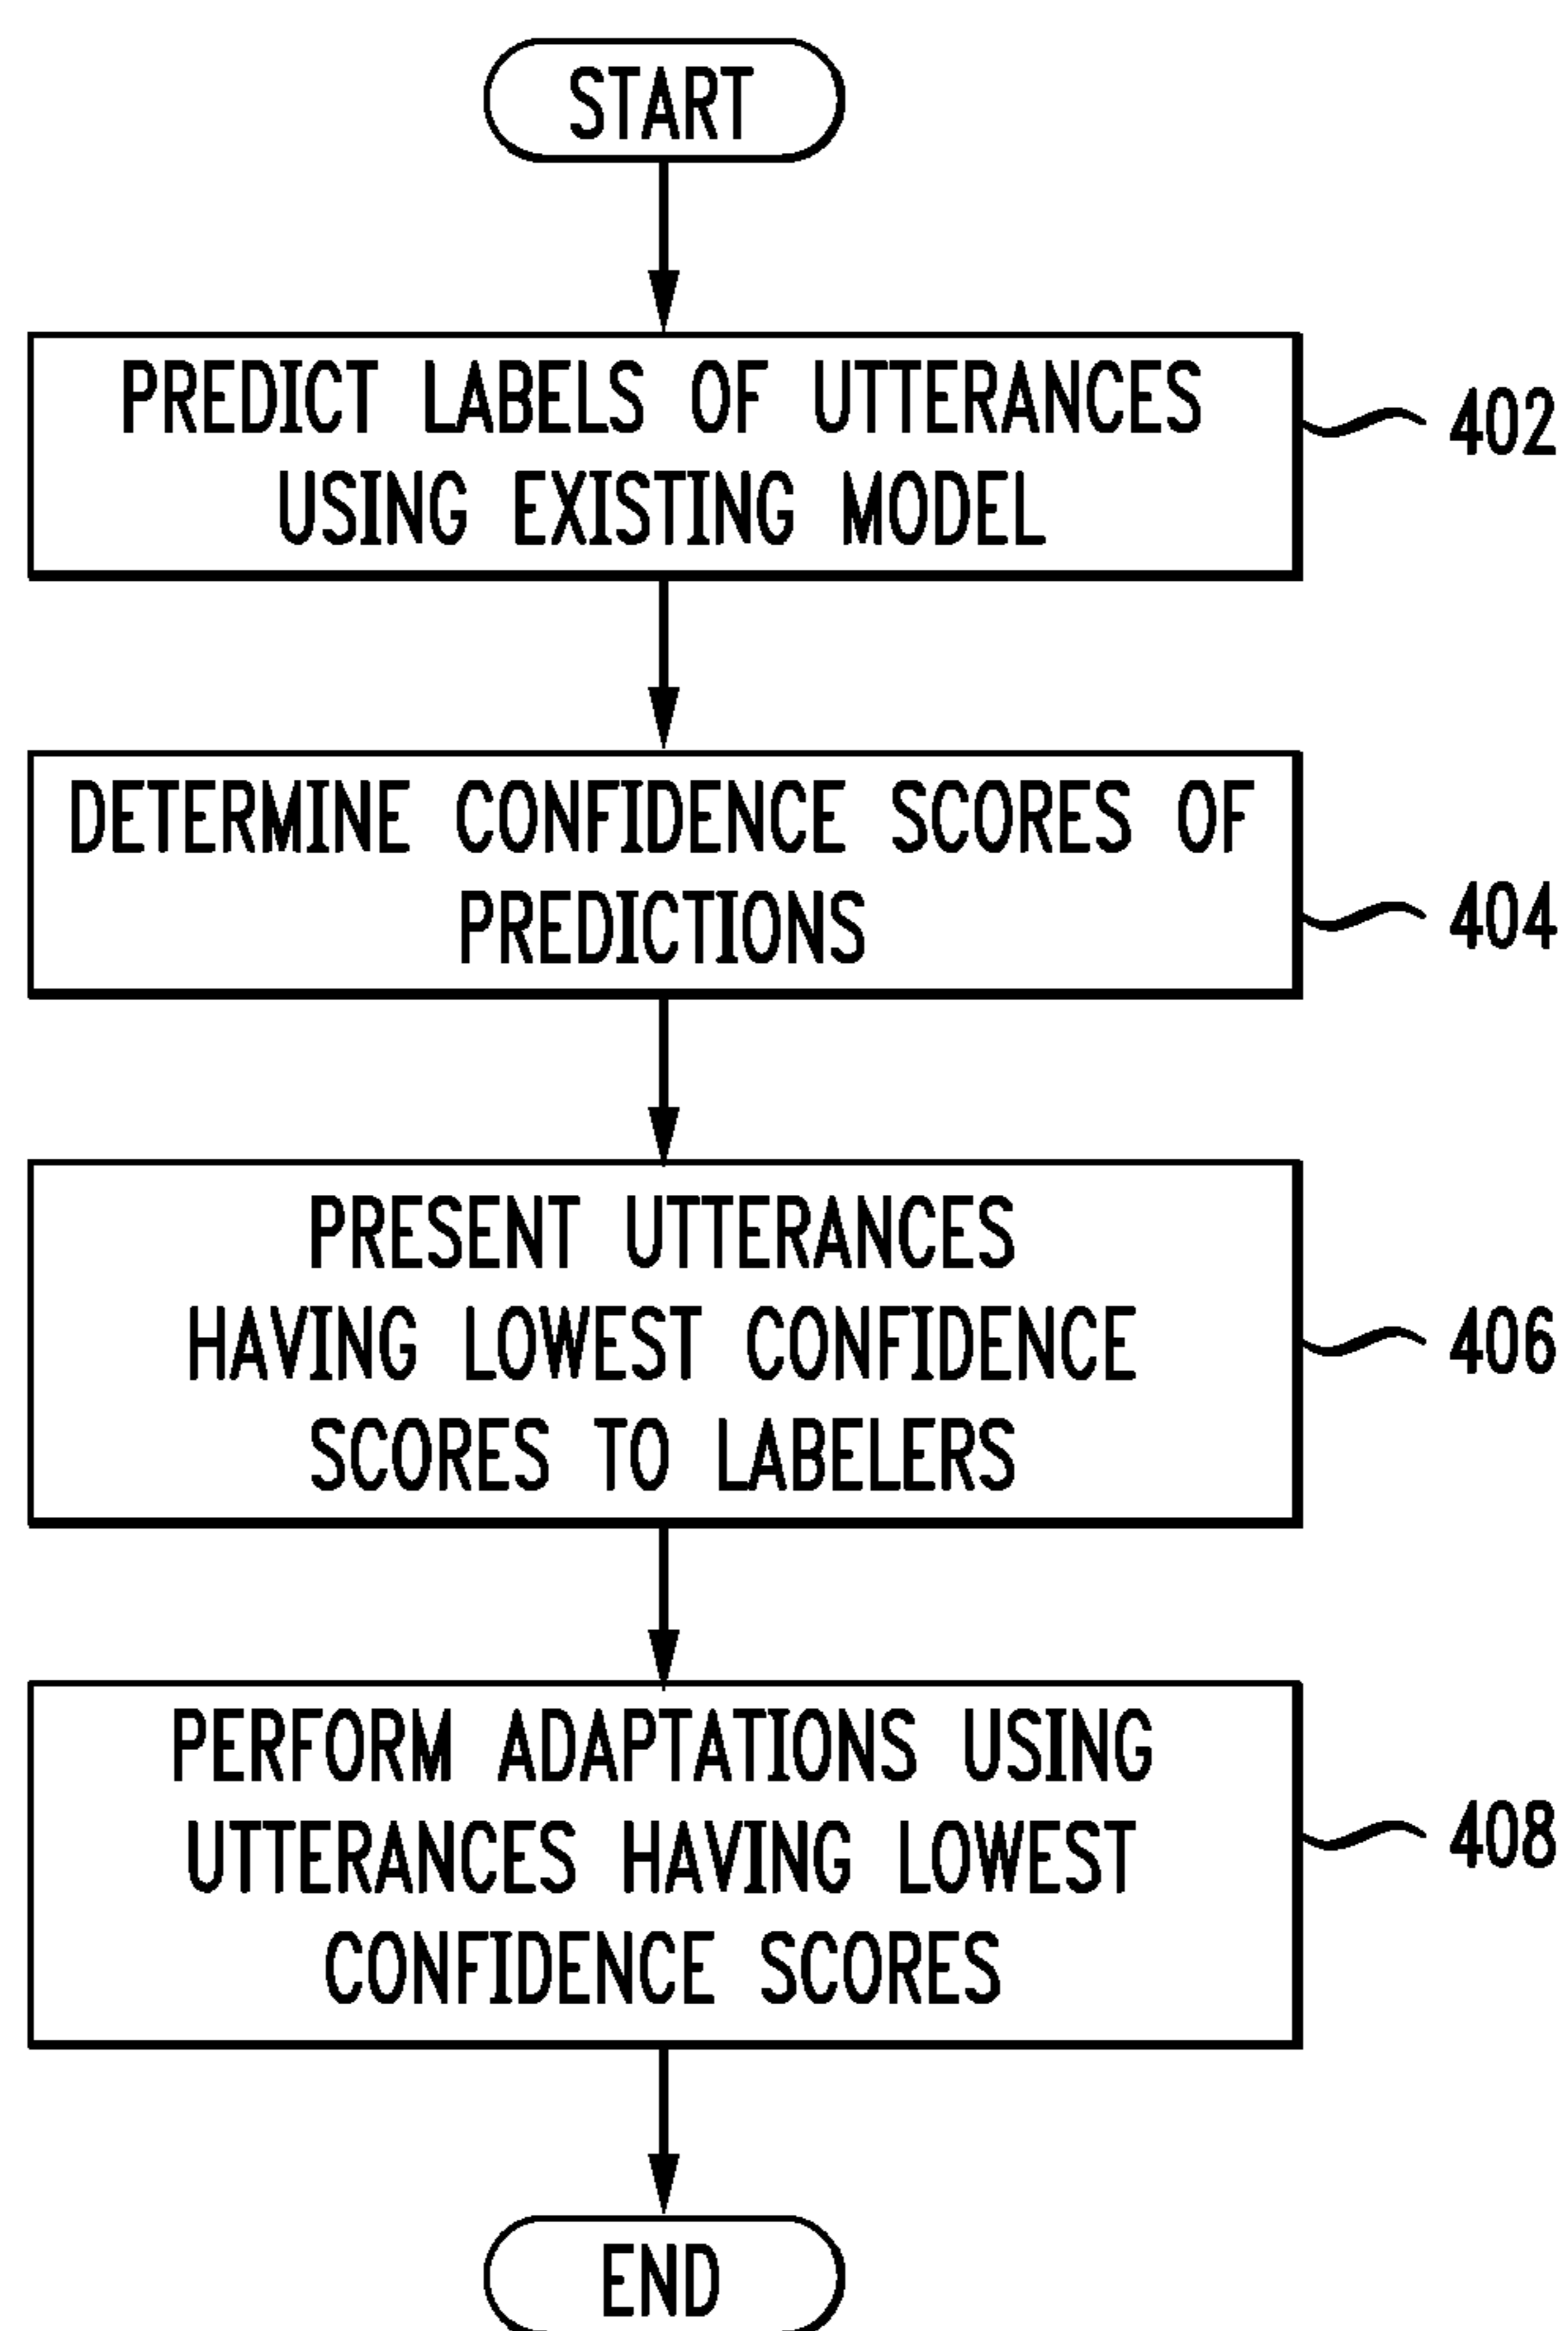 START
PREDICT LABELS OF UTTERANCES
USING EXISTING MODEL
402
DETERMINE CONFIDENCE SCORES OF
PREDICTIONS
404
PRESENT UTTERANCES
HAVING LOWEST CONFIDENCE
SCORES TO LABELERS
406
PERFORM ADAPTATIONS USING
UTTERANCES HAVING LOWEST
CONFIDENCE SCORES
408
END